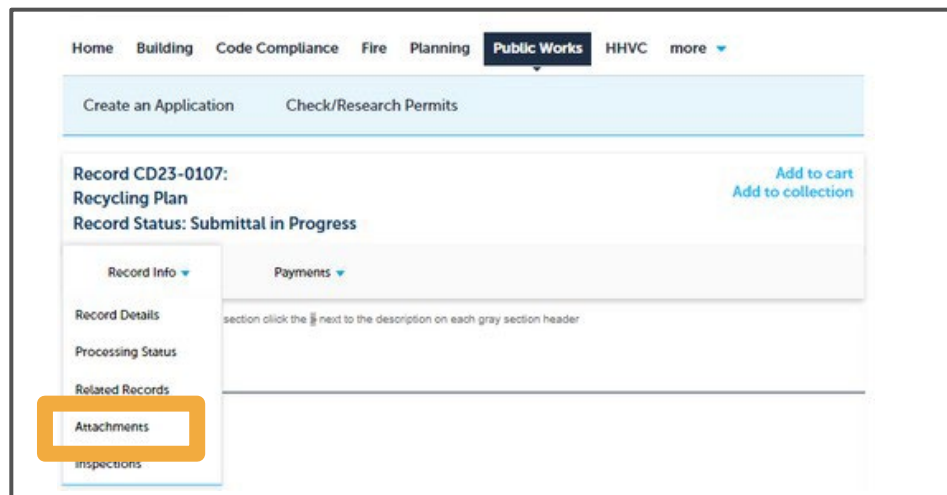 Home Building Code Compliance Fire Planning Public Works HHVC more
Create an Application Check/Research Permits
Record CD23-0107:
Add to cart
Recycling Plan
Add to collection
Record Status: Submittal in Progress
Record Info Payments
Record Details
section cliick the next to the description on each gray section header
Processing Status
Related Records
Attachments
Inspections